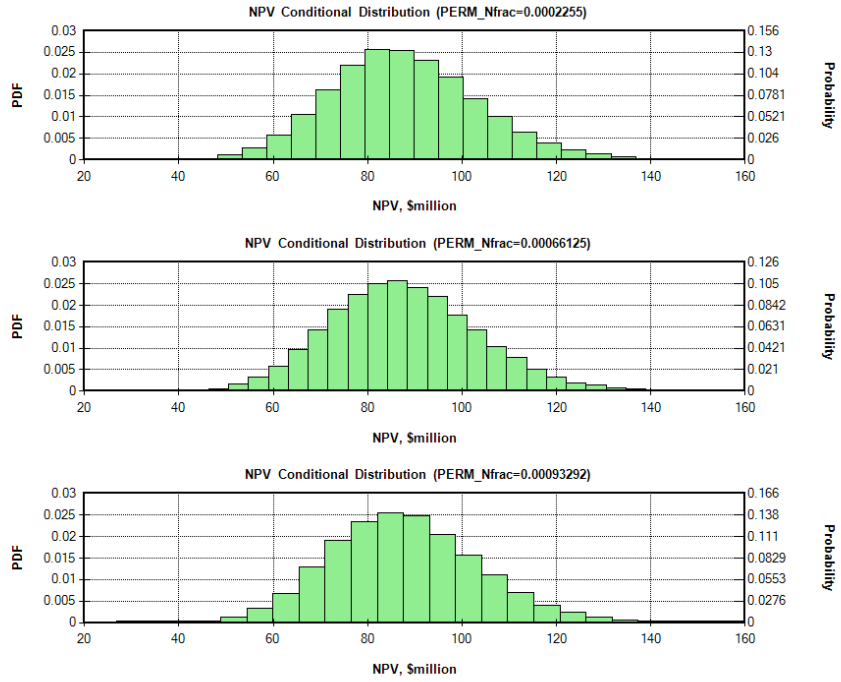 NPV Conditional Distribution (PERM_Nfrac=0.0002255)
0.03 0.156
0.025 0.13
0.02 0.104
0.015 0.0781
0.01 0.0521
0.005 0.026
0 0
PDF
Probability
20 40 60 80 100 120 140 160
NPV, $million
NPV Conditional Distribution (PERM_Nfrac=0.00066125)
0.03 0.126
0.025 0.105
0.02 0.0842
0.015 0.0631
0.01 0.0421
0.005 0.021
0 0
PDF
Probability
20 40 60 80 100 120 140 160
NPV, $million
NPV Conditional Distribution (PERM_Nfrac=0.00093292)
0.03 0.166
0.025 0.138
0.02 0.111
0.015 0.0829
0.01 0.0553
0.005 0.0276
0 0
PDF
Probability
20 40 60 80 100 120 140 160
NPV, $million